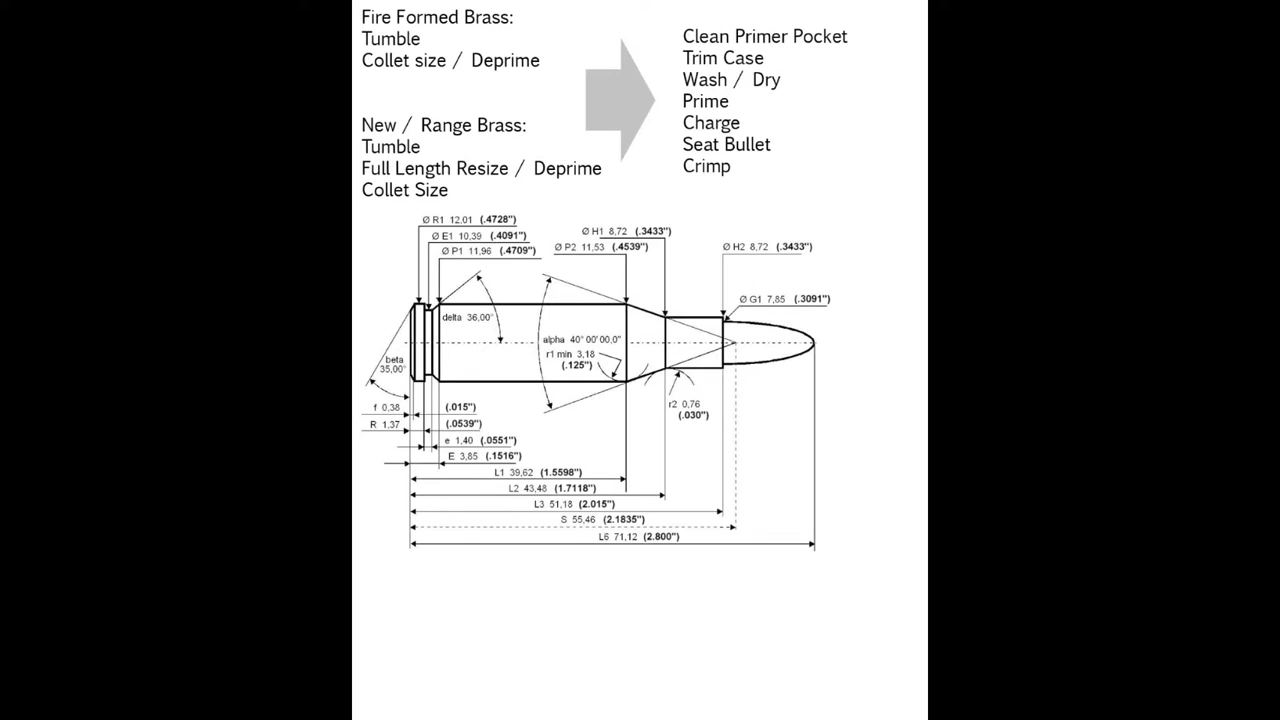 Fire Formed Brass:
Tumble
Collet size / Deprime
New / Range Brass:
Tumble
Full Length Resize / Deprime
Collet Size
Clean Primer Pocket
Trim Case
Wash / Dry
Prime
Charge
Seat Bullet
Crimp
Ø R1 12,01 (.4728")
Ø E1 10,39 (.4091")
Ø P1 11,96 (.4709")
Ø H1 8,72 (.3433")
Ø P2 11,53 (.4539")
Ø H2 8,72 (.3433")
Ø G1 7,85 (.3091")
delta 36,00°
alpha 40°00'00,0"
r1 min 3,18
(.125")
beta
35,00°
r2 0,76
(.030")
f 0,38 (.015")
R 1,37 (.0539")
e 1,40 (.0551")
E 3,85 (.1516")
L1 39,62 (1.5598")
L2 43,48 (1.7118")
L3 51,18 (2.015")
S 55,46 (2.1835")
L6 71,12 (2.800")